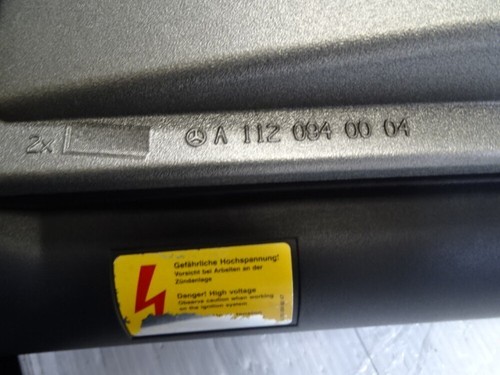 2x
A 112 094 00 04
Gefährliche Hochspannung!
Vorsicht bei Arbeiten an der
Zündanlage
Danger! High voltage
Observe caution when working
on the ignition system.